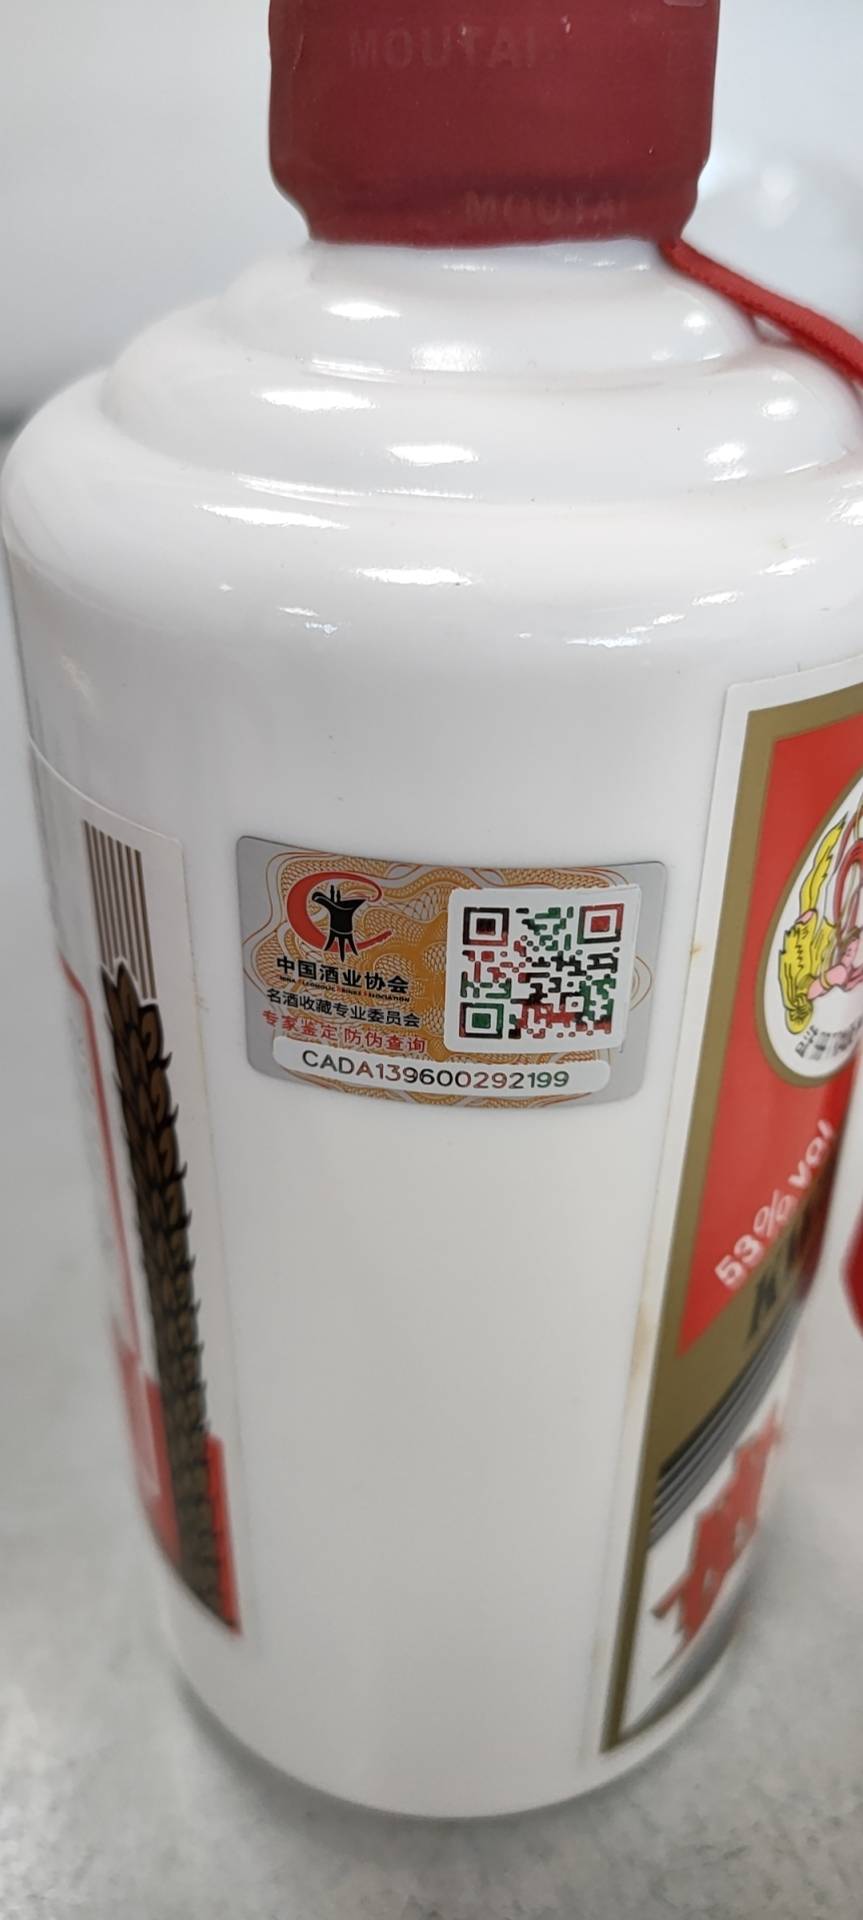 MOUTAI
MOUTAI
中国酒业协会
名酒收藏专业委员会
专家鉴定 防伪查询
CADA139600292199
53% vol